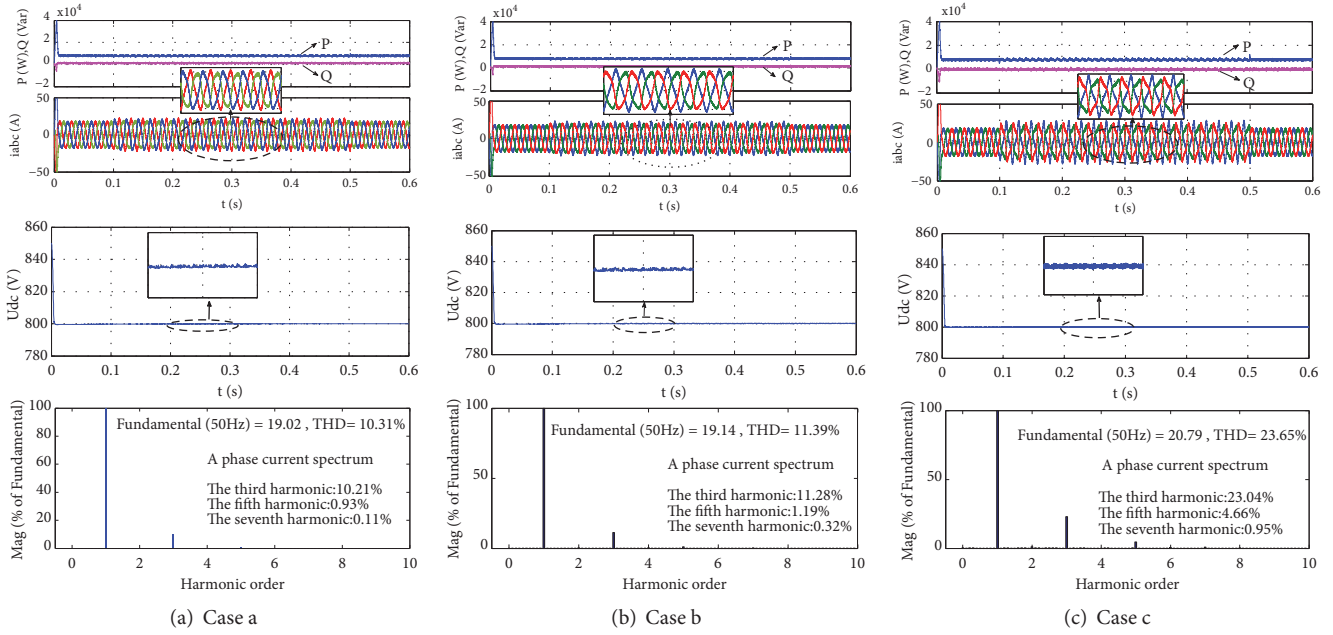 ×10⁴
4
2
0
−2
P (W),Q (Var)
P
Q
50
0
−50
iabc (A)
0 0.1 0.2 0.3 0.4 0.5 0.6
t (s)
860
840
820
800
780
Udc (V)
0 0.1 0.2 0.3 0.4 0.5 0.6
t (s)
100
80
60
40
20
0
Mag (% of Fundamental)
Fundamental (50Hz) = 19.02 , THD= 10.31%
A phase current spectrum
The third harmonic:10.21%
The fifth harmonic:0.93%
The seventh harmonic:0.11%
0 2 4 6 8 10
Harmonic order
(a) Case a
×10⁴
4
2
0
−2
P (W),Q (Var)
P
Q
50
0
−50
iabc (A)
0 0.1 0.2 0.3 0.4 0.5 0.6
t (s)
860
840
820
800
780
Udc (V)
0 0.1 0.2 0.3 0.4 0.5 0.6
t (s)
100
50
0
Mag (% of Fundamental)
Fundamental (50Hz) = 19.14 , THD= 11.39%
A phase current spectrum
The third harmonic:11.28%
The fifth harmonic:1.19%
The seventh harmonic:0.32%
0 2 4 6 8 10
Harmonic order
(b) Case b
×10⁴
4
2
0
−2
P (W),Q (Var)
P
Q
50
0
−50
iabc (A)
0 0.1 0.2 0.3 0.4 0.5 0.6
t (s)
860
840
820
800
780
Udc (V)
0 0.1 0.2 0.3 0.4 0.5 0.6
t (s)
100
50
0
Mag (% of Fundamental)
Fundamental (50Hz) = 20.79 , THD= 23.65%
A phase current spectrum
The third harmonic:23.04%
The fifth harmonic:4.66%
The seventh harmonic:0.95%
0 2 4 6 8 10
Harmonic order
(c) Case c